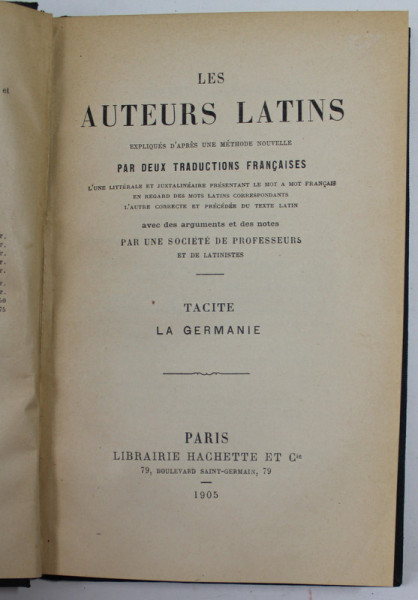 et
r.
r.
r.
r.
r.
r.
50
75
LES
AUTEURS LATINS
EXPLIQUÉS D'APRÈS UNE MÉTHODE NOUVELLE
PAR DEUX TRADUCTIONS FRANÇAISES
L'UNE LITTÉRALE ET JUXTALINÉAIRE PRÉSENTANT LE MOT A MOT FRANÇAIS
EN REGARD DES MOTS LATINS CORRESPONDANTS
L'AUTRE CORRECTE ET PRÉCÉDÉE DU TEXTE LATIN
avec des arguments et des notes
PAR UNE SOCIÉTÉ DE PROFESSEURS
ET DE LATINISTES
TACITE
LA GERMANIE
PARIS
LIBRAIRIE HACHETTE ET Cie
79, BOULEVARD SAINT-GERMAIN, 79
1905